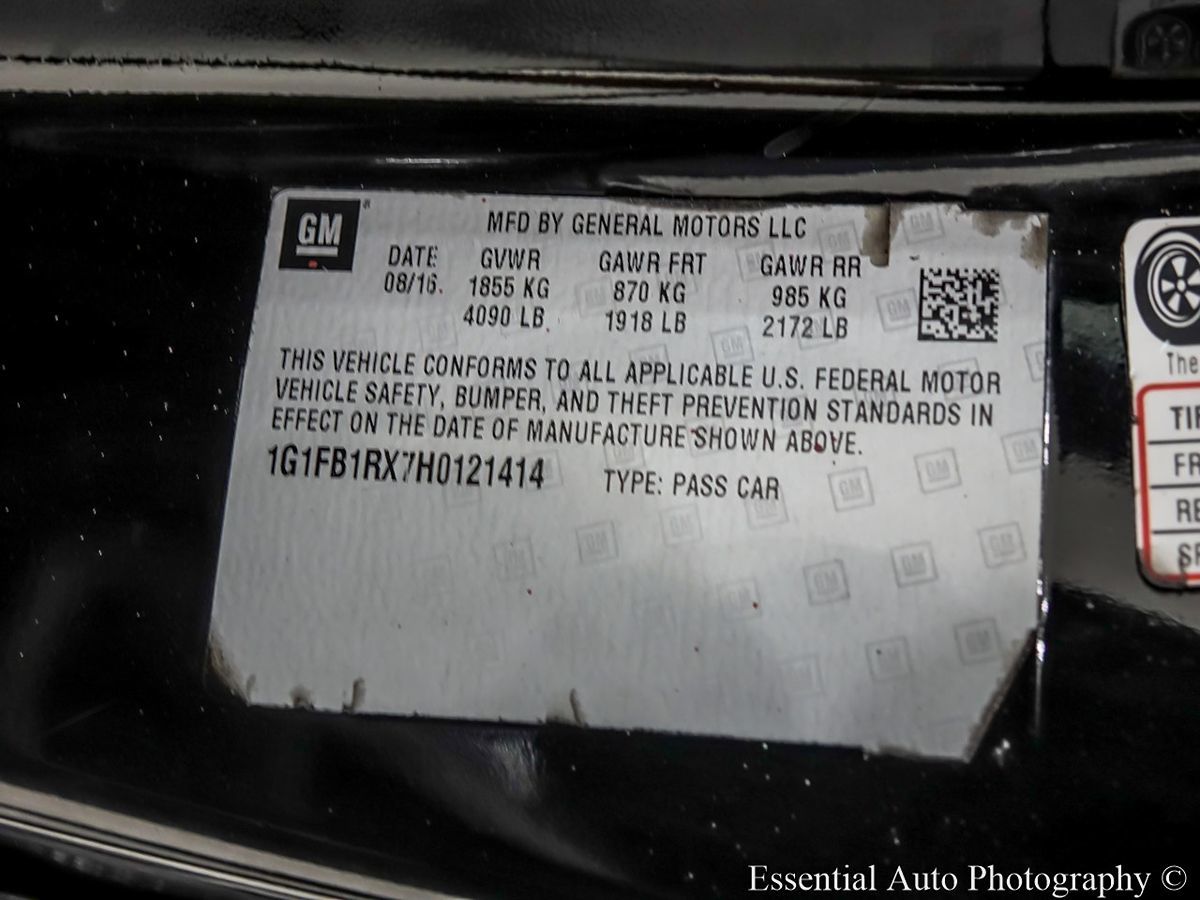 GM
MFD BY GENERAL MOTORS LLC
DATE GVWR GAWR FRT GAWR RR
08/16 1855 KG 870 KG 985 KG
4090 LB 1918 LB 2172 LB
THIS VEHICLE CONFORMS TO ALL APPLICABLE U.S. FEDERAL MOTOR
VEHICLE SAFETY, BUMPER, AND THEFT PREVENTION STANDARDS IN
EFFECT ON THE DATE OF MANUFACTURE SHOWN ABOVE.
1G1FB1RX7H0121414 TYPE: PASS CAR
The
Essential Auto Photography ©